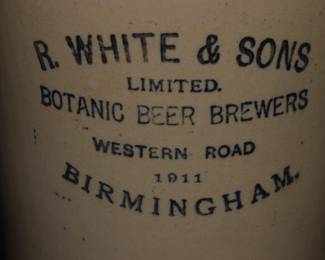 R. WHITE & SONS
LIMITED.
BOTANIC BEER BREWERS
WESTERN ROAD
1911
BIRMINGHAM.